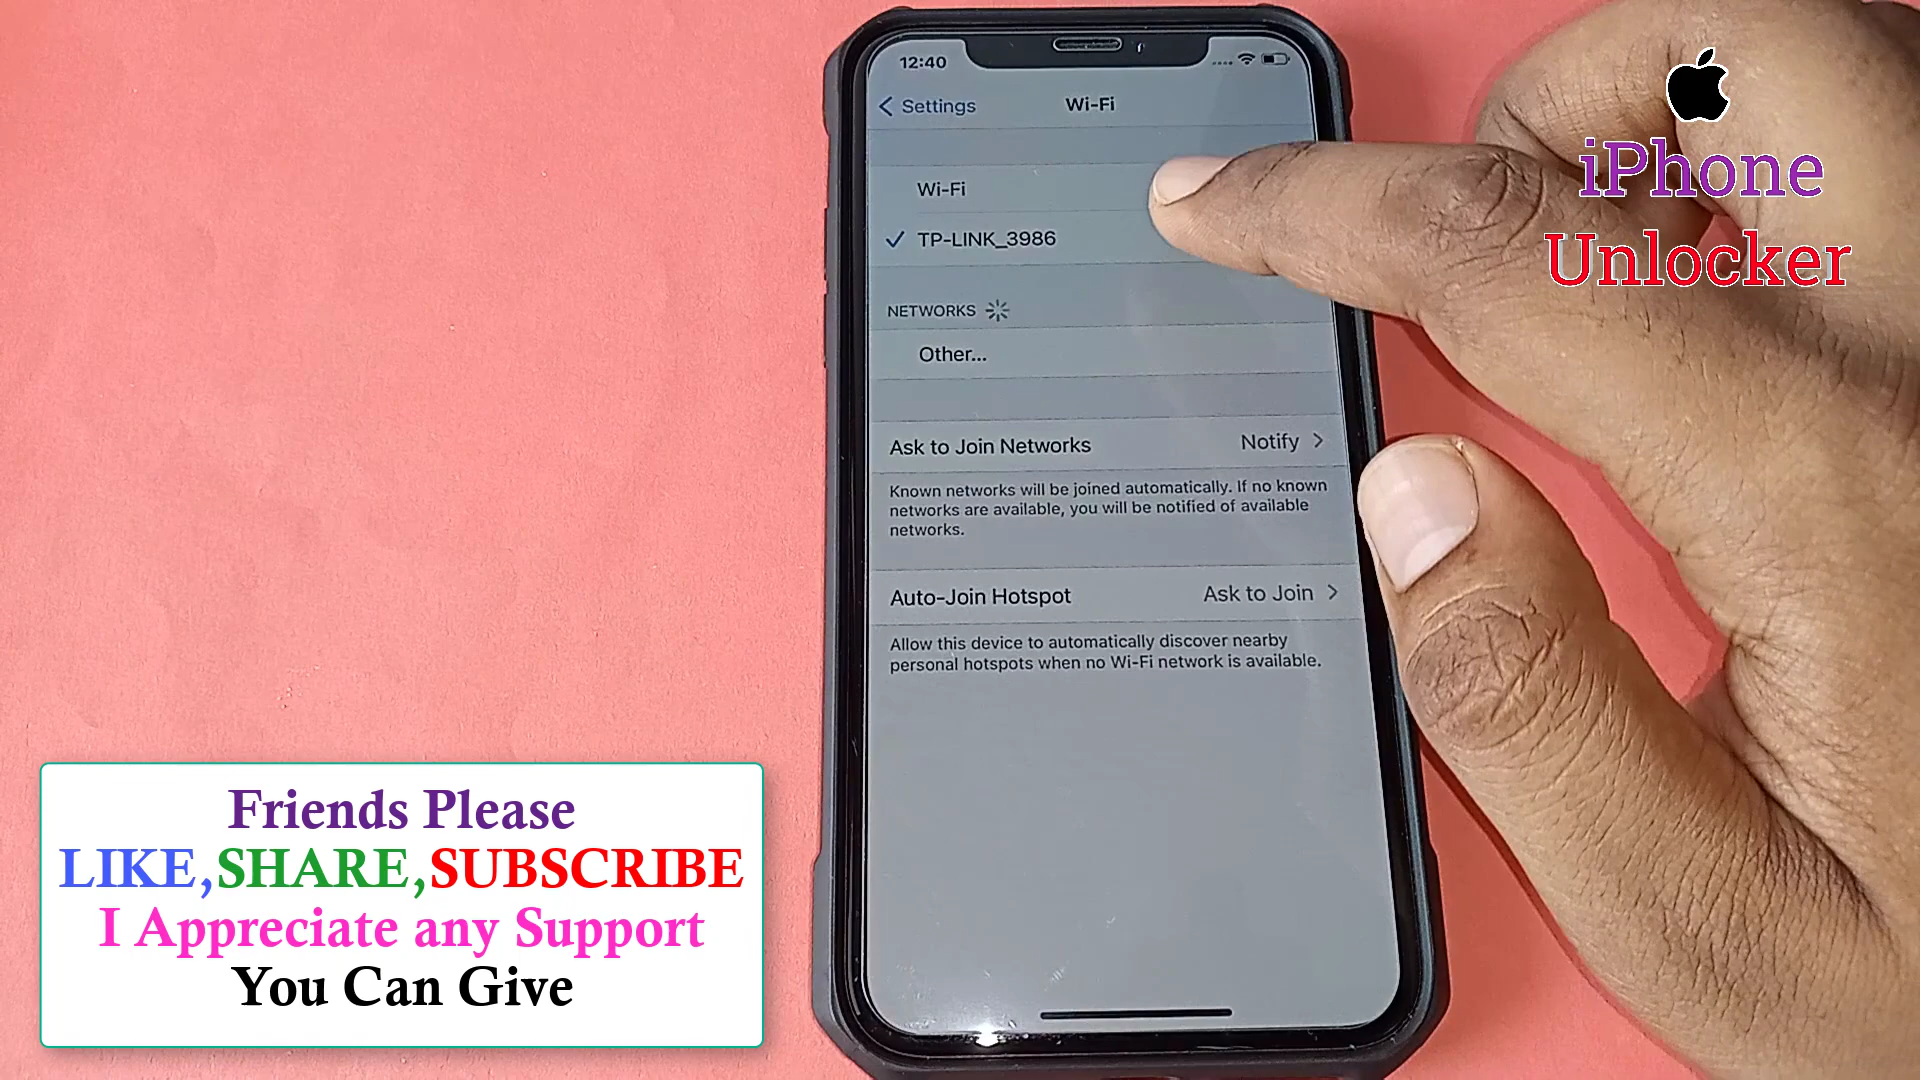 12:40
Settings
Wi-Fi
Wi-Fi
TP-LINK_3986
NETWORKS
Other...
Ask to Join Networks Notify
Known networks will be joined automatically. If no known
networks are available, you will be notified of available
networks.
Auto-Join Hotspot Ask to Join
Allow this device to automatically discover nearby
personal hotspots when no Wi-Fi network is available.
iPhone
Unlocker
Friends Please
LIKE,SHARE,SUBSCRIBE
I Appreciate any Support
You Can Give